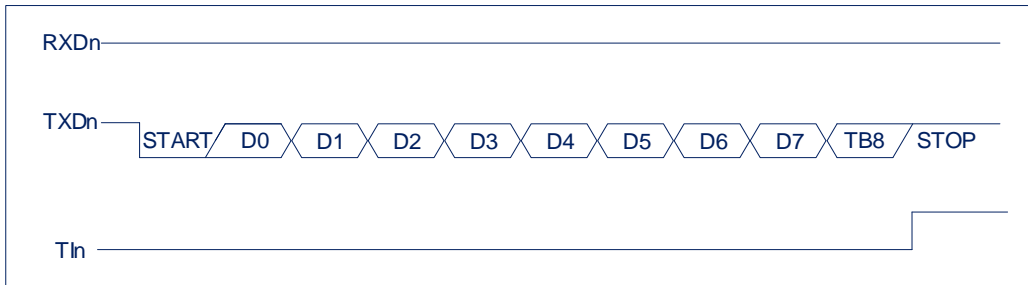 RXDn
TXDn
START D0 D1 D2 D3 D4 D5 D6 D7 TB8 STOP
TIn